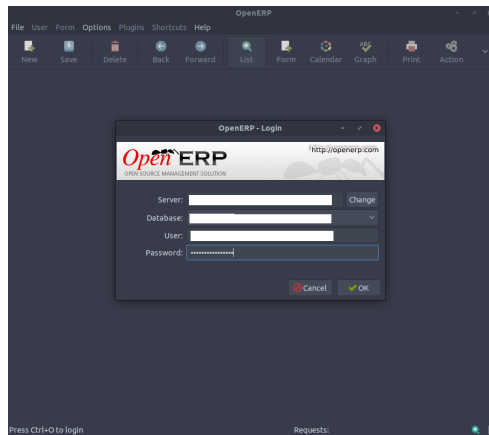 OpenERP
File User Form Options Plugins Shortcuts Help
New Save Delete Back Forward List Form Calendar Graph Print Action
OpenERP - Login
Open ERP
http://openerp.com
OPEN SOURCE MANAGEMENT SOLUTION
Server: Change
Database:
User:
Password: ••••••••••••••••
Cancel OK
Press Ctrl+O to login Requests: